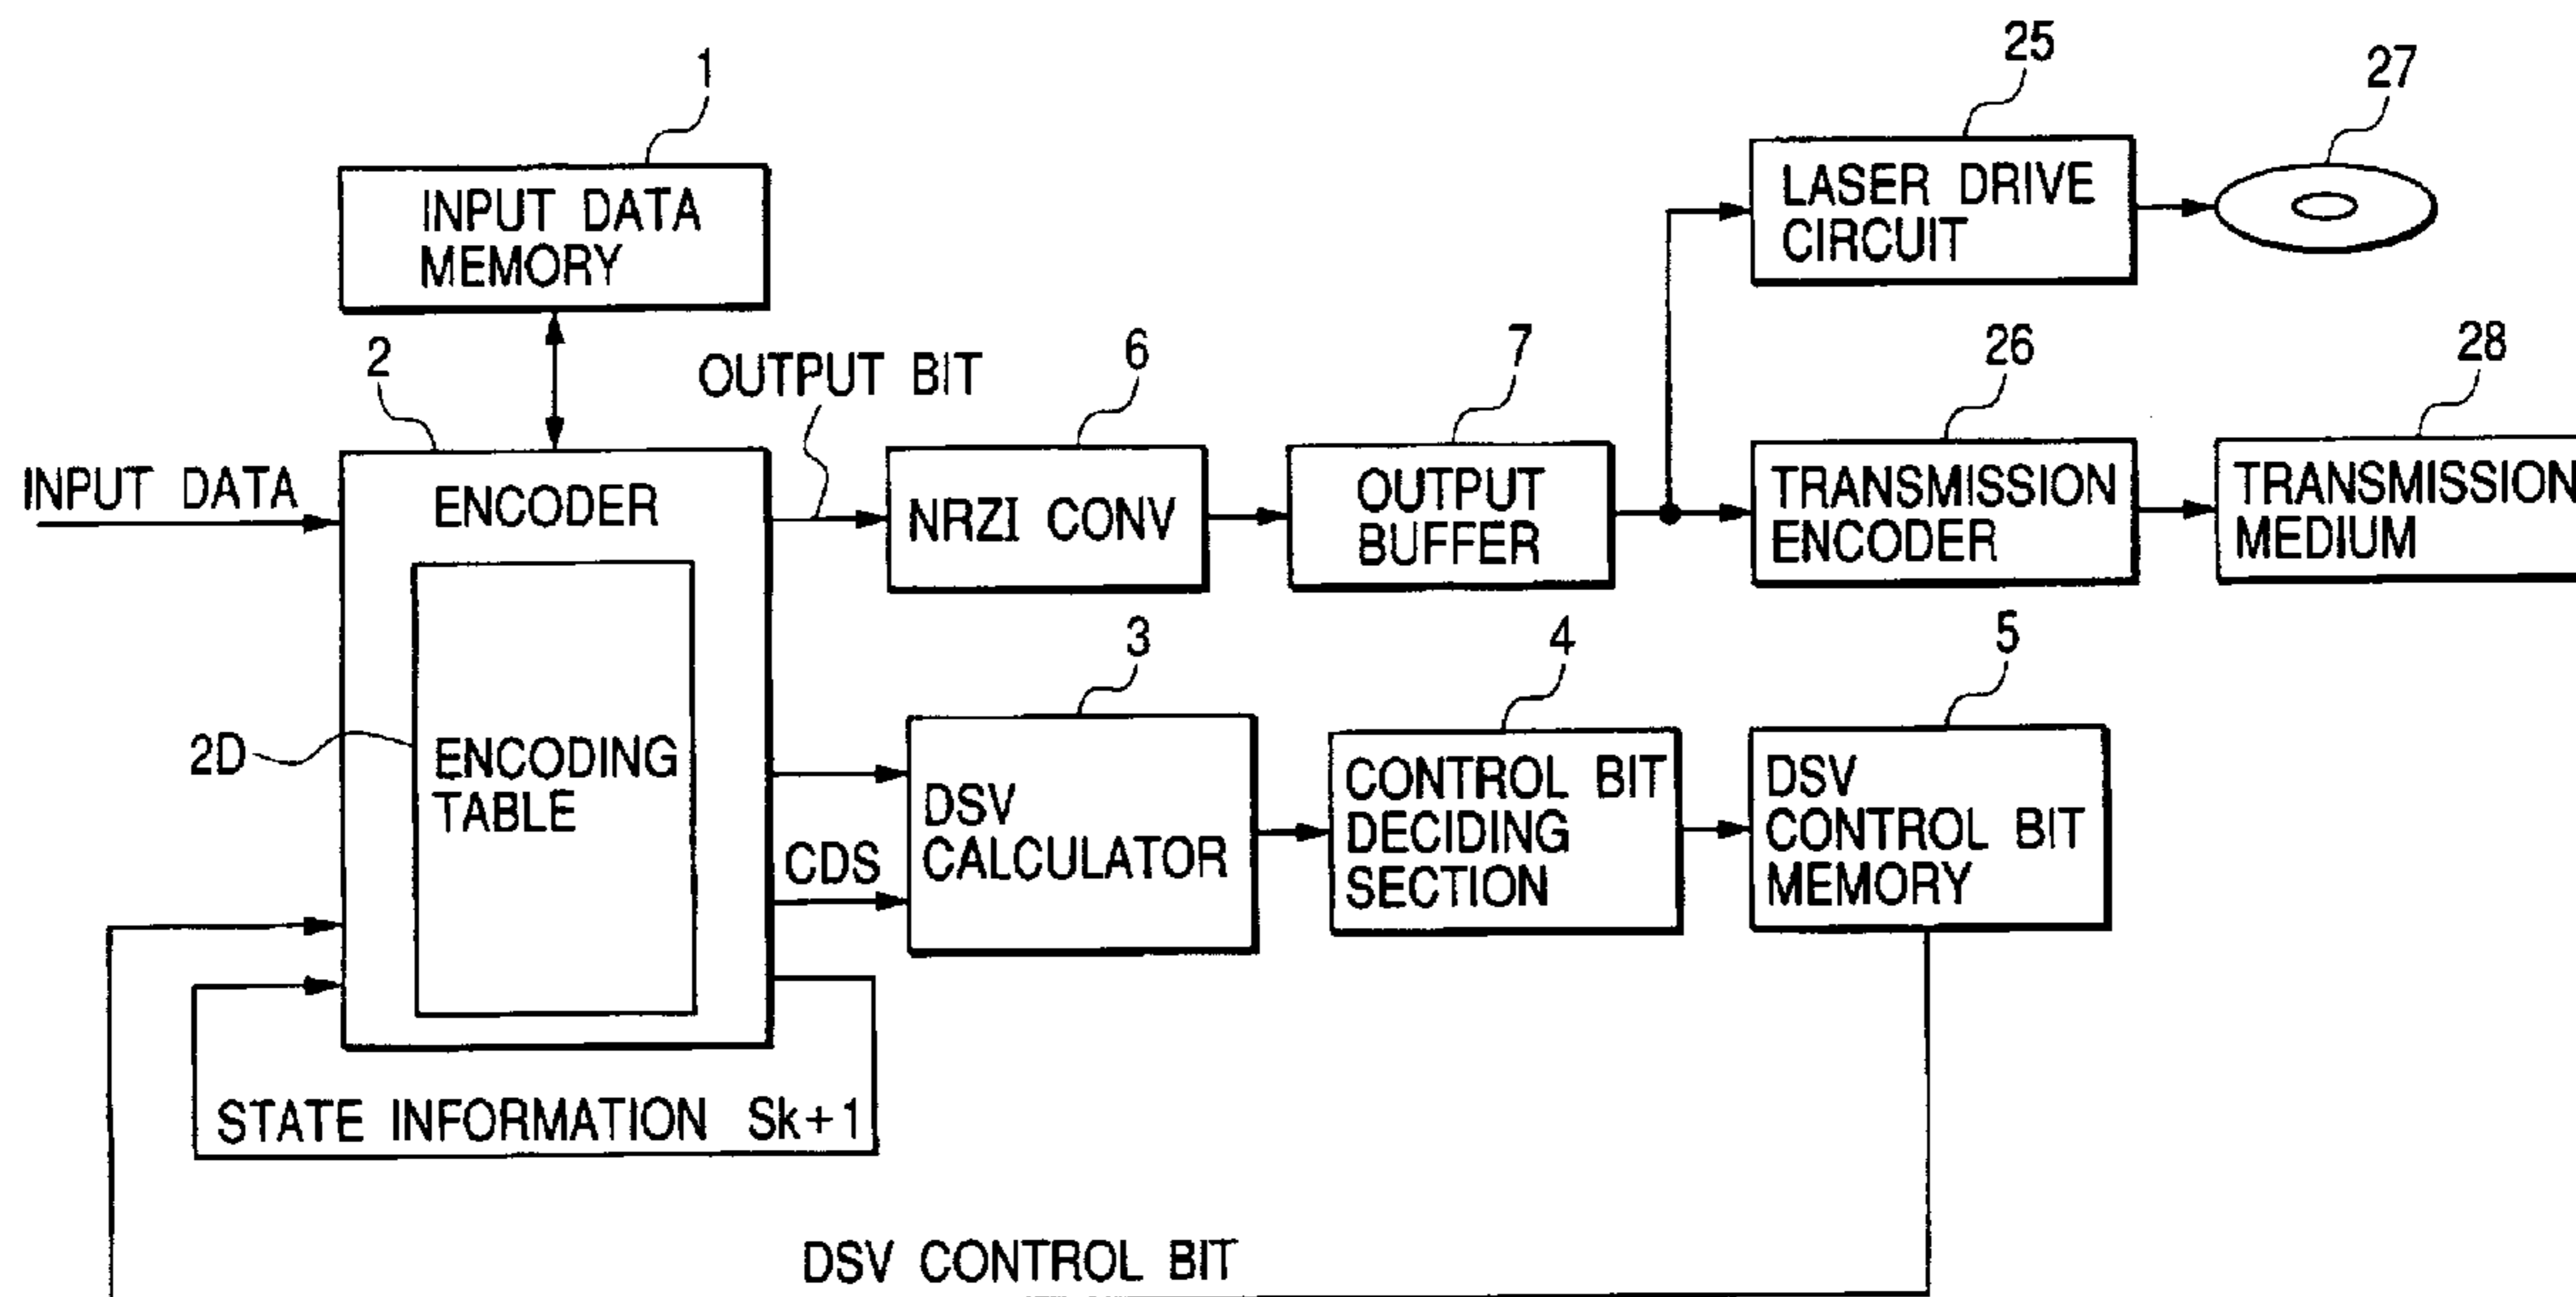 1
25
27
INPUT DATA
MEMORY
LASER DRIVE
CIRCUIT
2
OUTPUT BIT
6
7
26
28
INPUT DATA
ENCODER
NRZI CONV
OUTPUT
BUFFER
TRANSMISSION
ENCODER
TRANSMISSION
MEDIUM
3
4
5
2D
ENCODING
TABLE
CDS
DSV
CALCULATOR
CONTROL BIT
DECIDING
SECTION
DSV
CONTROL BIT
MEMORY
STATE INFORMATION Sk+1
DSV CONTROL BIT